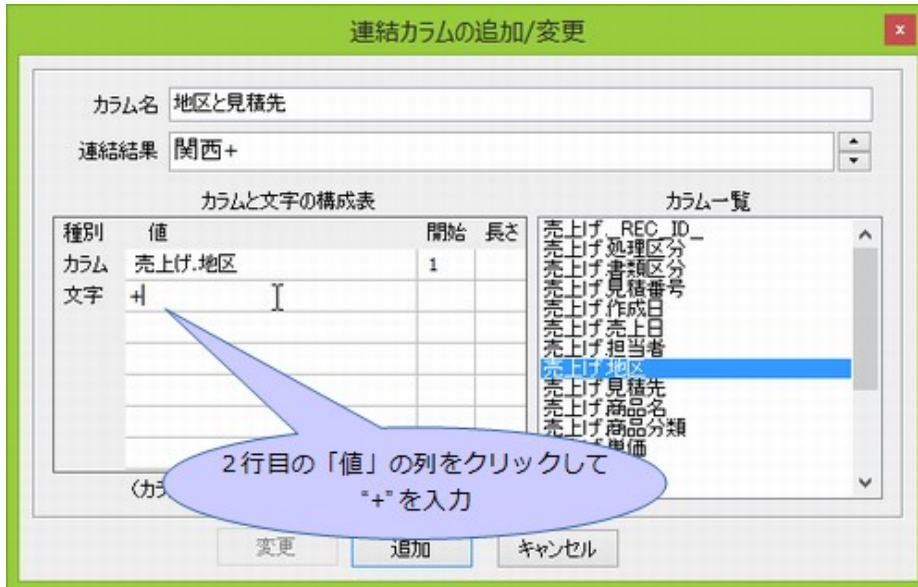 連結カラムの追加/変更
x
カラム名 地区と見積先
連結結果 関西+
カラムと文字の構成表
カラム一覧
種別 値 開始 長さ
カラム 売上げ.地区 1
文字 +
売上げ._REC_ID_
売上げ.処理区分
売上げ.書類区分
売上げ.見積番号
売上げ.作成日
売上げ.売上日
売上げ.担当者
売上げ.地区
売上げ.見積先
売上げ.商品名
売上げ.商品分類
単価
2行目の「値」の列をクリックして
“+”を入力
(カラ
変更 追加 キャンセル